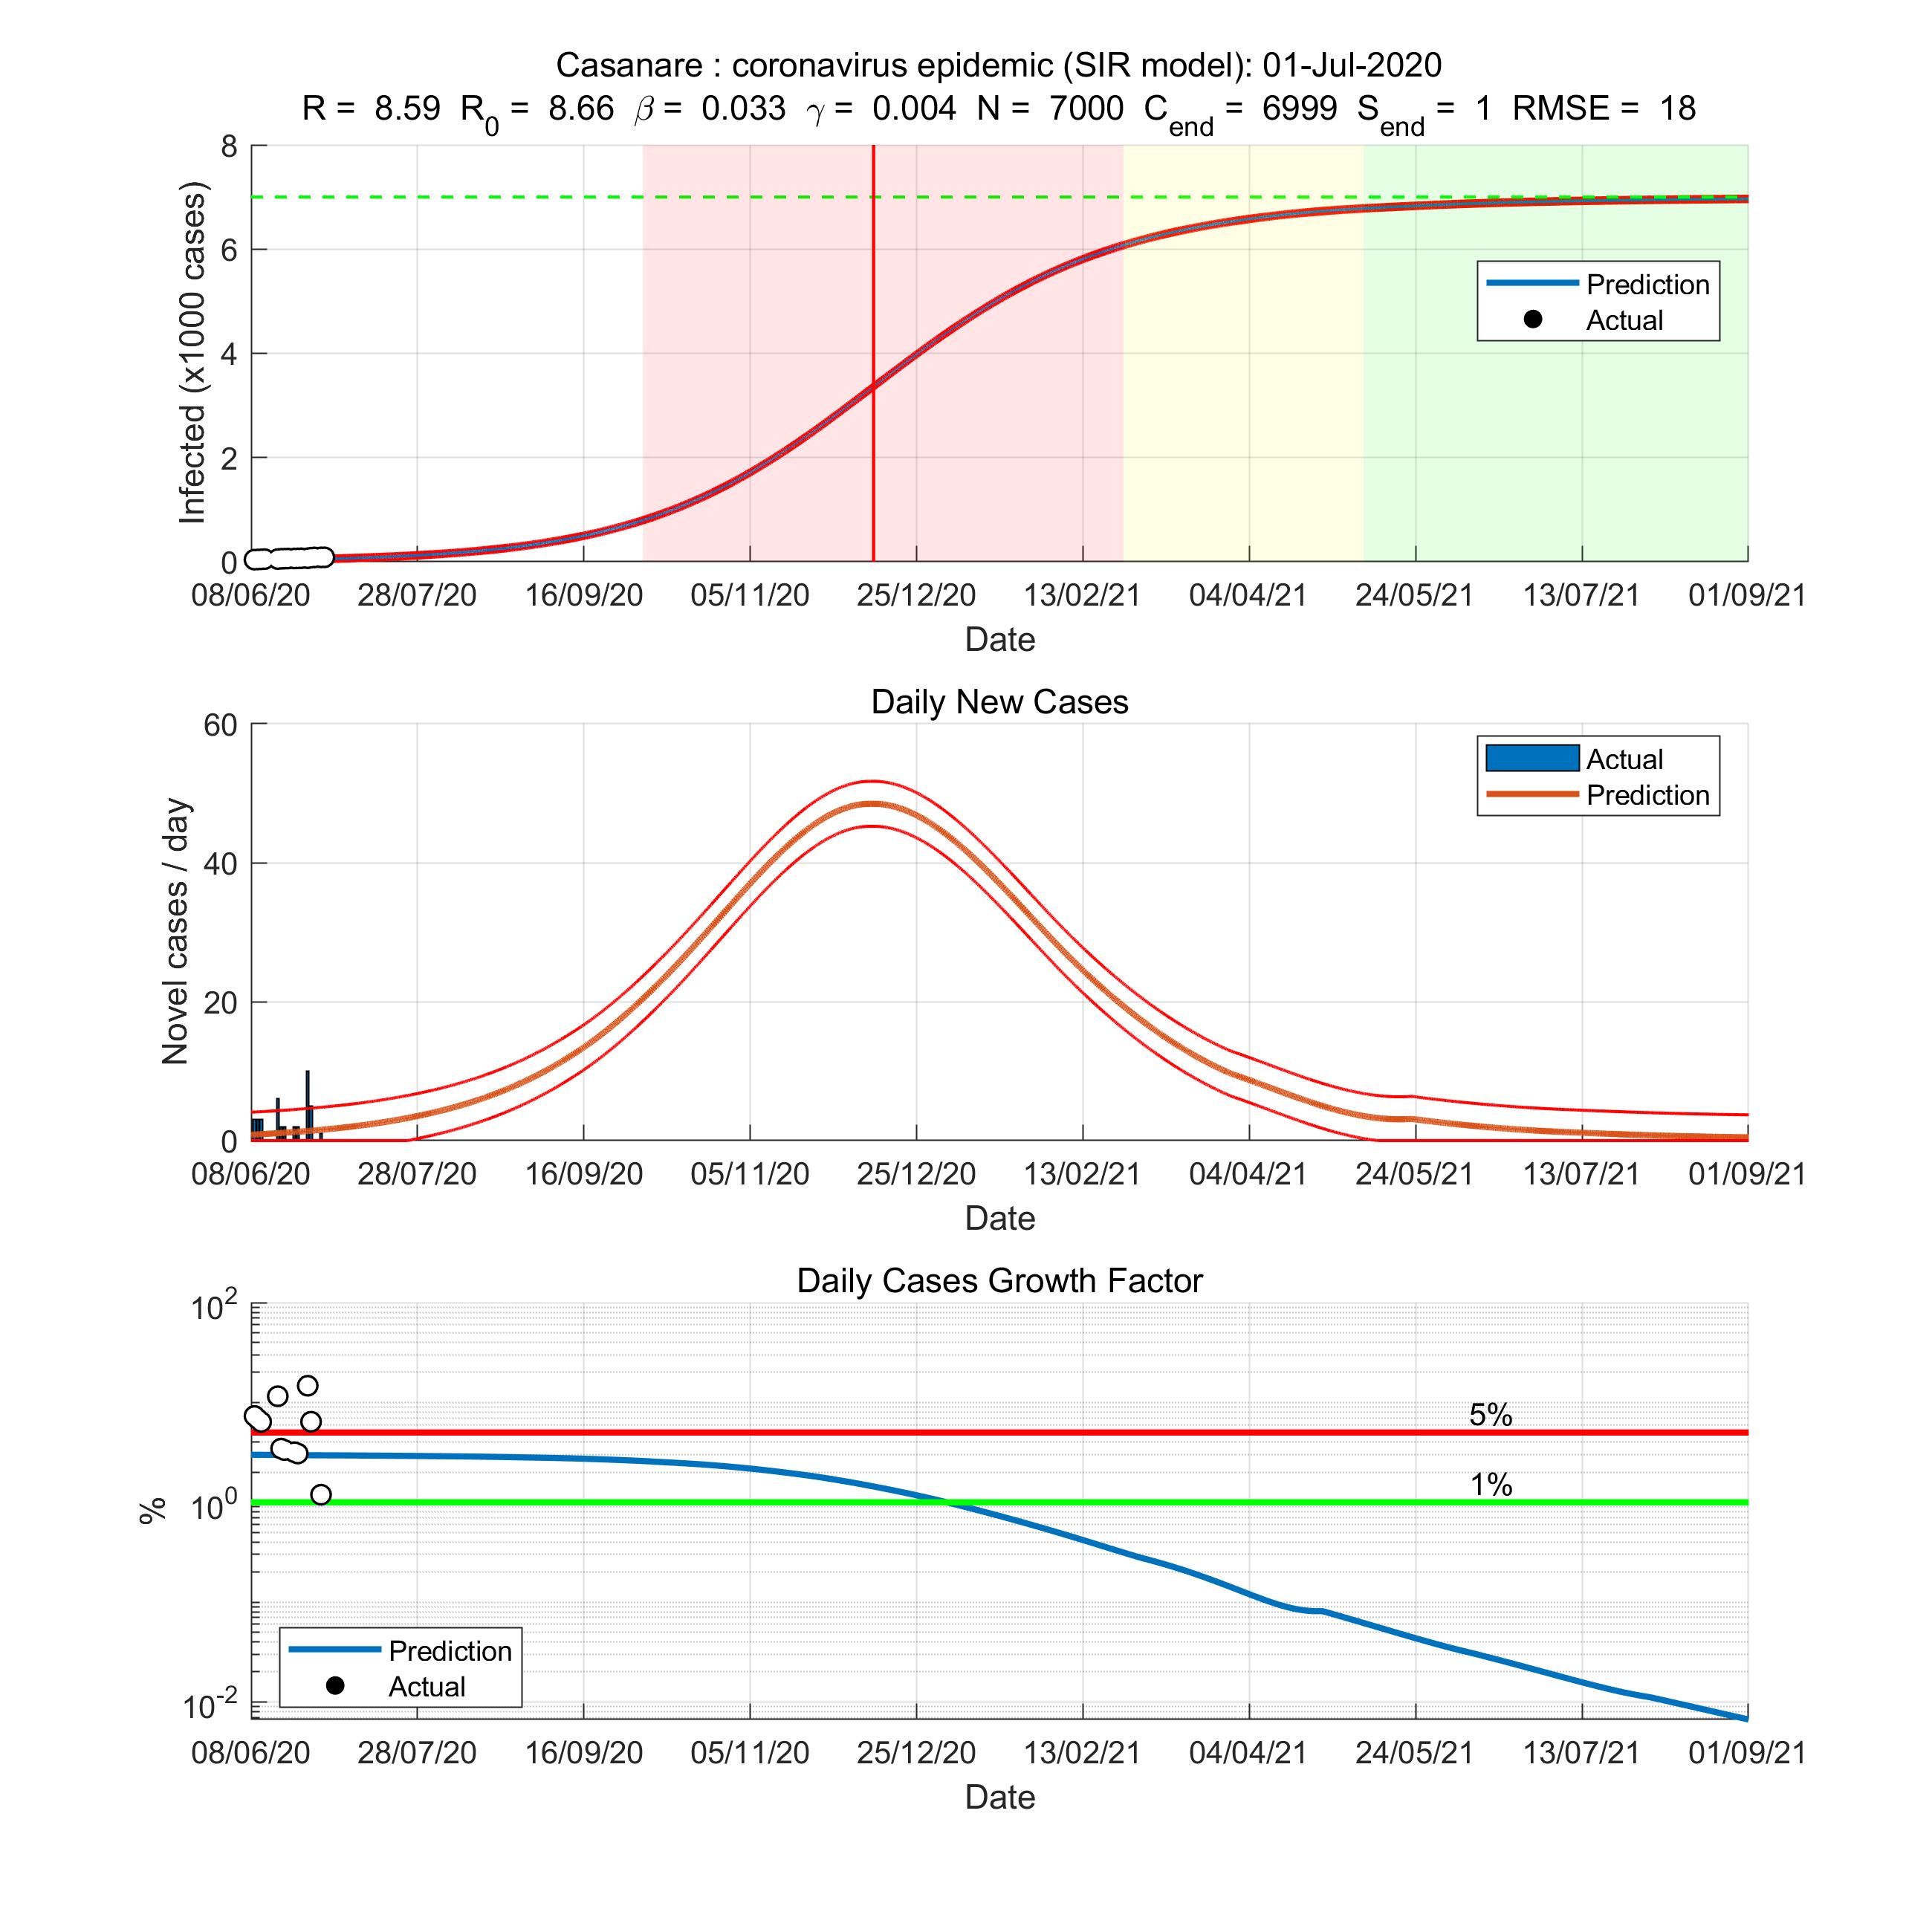 Casanare : coronavirus epidemic (SIR model): 01-Jul-2020
R = 8.59 R0 = 8.66 β = 0.033 γ = 0.004 N = 7000 Cend = 6999 Send = 1 RMSE = 18
8
6
4
2
0
Infected (x1000 cases)
Prediction
Actual
08/06/20 28/07/20 16/09/20 05/11/20 25/12/20 13/02/21 04/04/21 24/05/21 13/07/21 01/09/21
Date
Daily New Cases
60
40
20
0
Novel cases / day
Actual
Prediction
08/06/20 28/07/20 16/09/20 05/11/20 25/12/20 13/02/21 04/04/21 24/05/21 13/07/21 01/09/21
Date
Daily Cases Growth Factor
10^2
10^0
10^-2
%
5%
1%
Prediction
Actual
08/06/20 28/07/20 16/09/20 05/11/20 25/12/20 13/02/21 04/04/21 24/05/21 13/07/21 01/09/21
Date